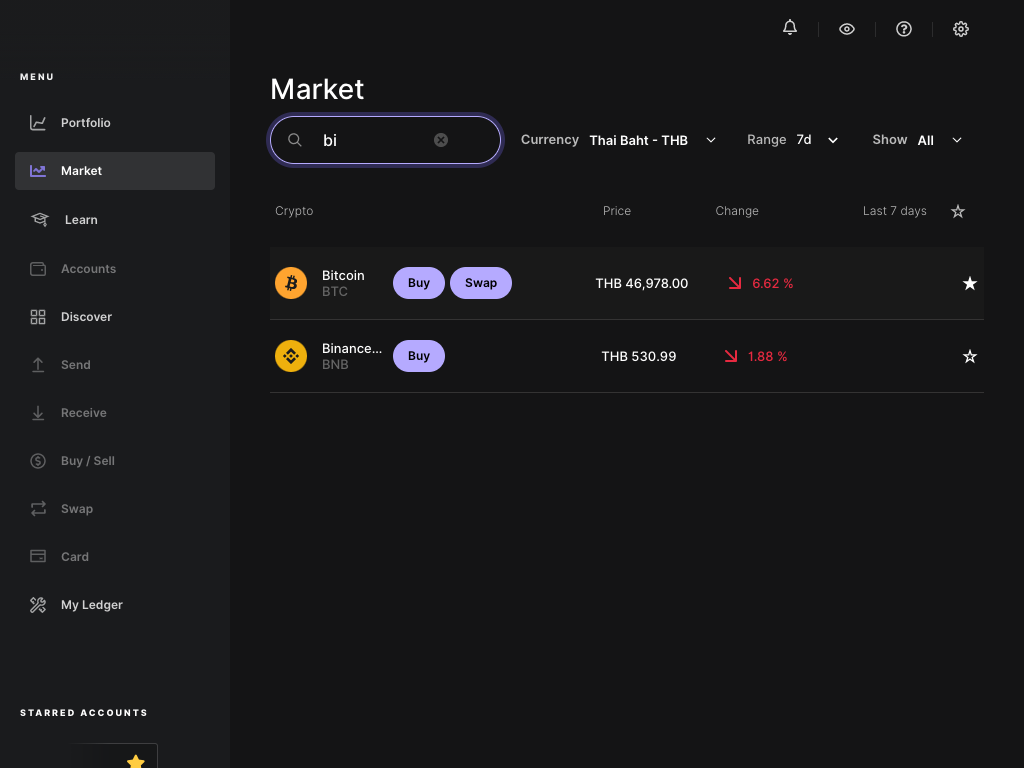 MENU
Portfolio
Market
Learn
Accounts
Discover
Send
Receive
Buy / Sell
Swap
Card
My Ledger
STARRED ACCOUNTS
Market
bi
Currency Thai Baht - THB
Range 7d
Show All
Crypto Price Change Last 7 days
Bitcoin
BTC
Buy Swap THB 46,978.00 6.62 %
Binance...
BNB
Buy THB 530.99 1.88 %